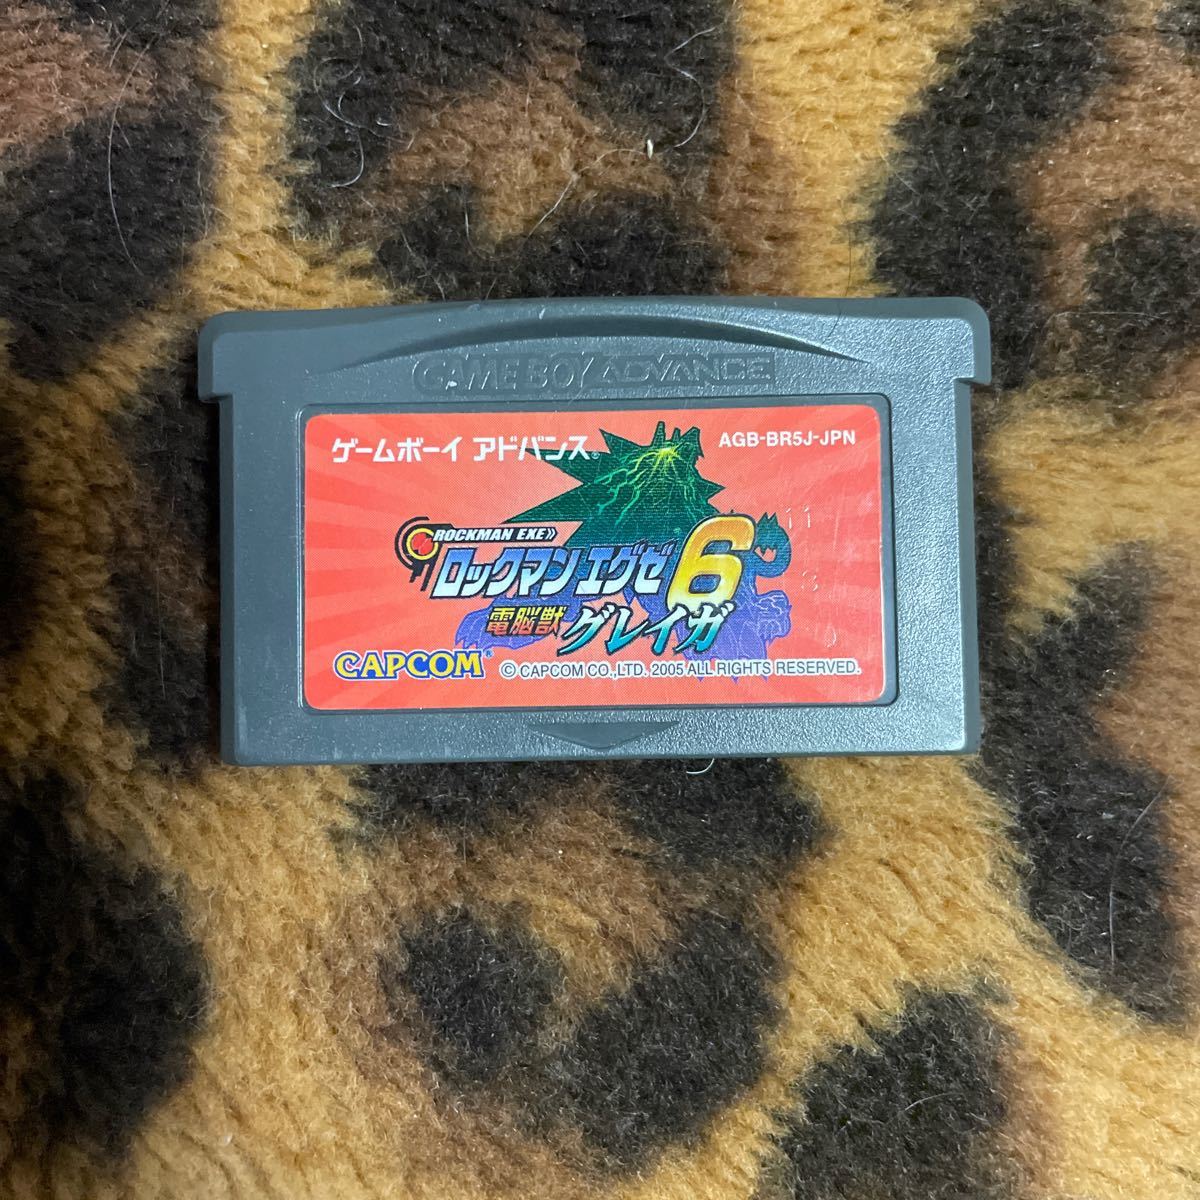 GAME BOY ADVANCE
ゲームボーイ アドバンス®
AGB-BR5J-JPN
ROCKMAN EXE
ロックマン エグゼ6
電脳獣 グレイガ
CAPCOM®
© CAPCOM CO.,LTD. 2005 ALL RIGHTS RESERVED.
11